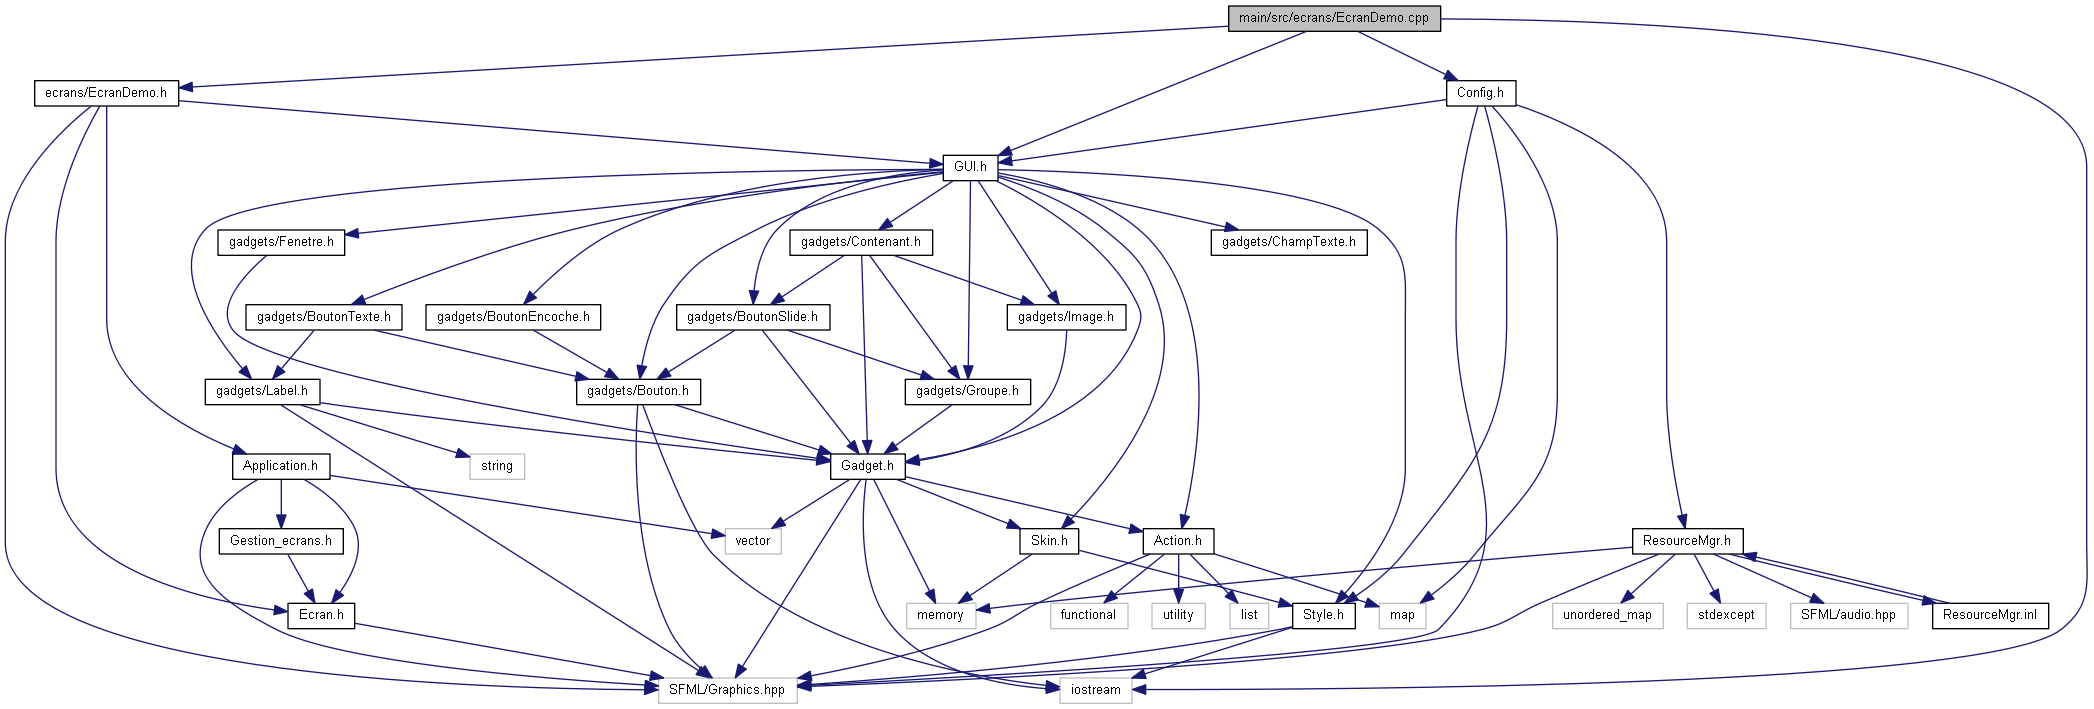 main/src/ecrans/EcranDemo.cpp
ecrans/EcranDemo.h
Config.h
GUI.h
gadgets/Fenetre.h
gadgets/Contenant.h
gadgets/ChampTexte.h
gadgets/BoutonTexte.h
gadgets/BoutonEncoche.h
gadgets/BoutonSlide.h
gadgets/Image.h
gadgets/Label.h
gadgets/Bouton.h
gadgets/Groupe.h
Application.h
string
Gadget.h
Gestion_ecrans.h
vector
Skin.h
Action.h
ResourceMgr.h
Ecran.h
memory
functional
utility
list
Style.h
map
unordered_map
stdexcept
SFML/audio.hpp
ResourceMgr.inl
SFML/Graphics.hpp
iostream